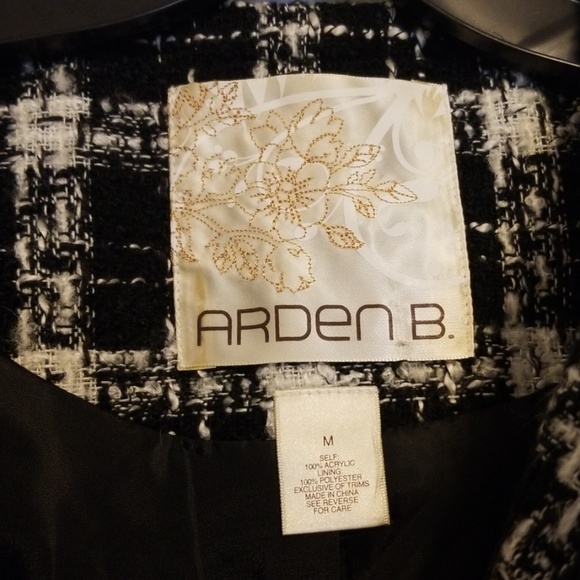 ARDEN B.
M
SELF:
100% ACRYLIC
LINING:
100% POLYESTER
EXCLUSIVE OF TRIMS
MADE IN CHINA
SEE REVERSE
FOR CARE